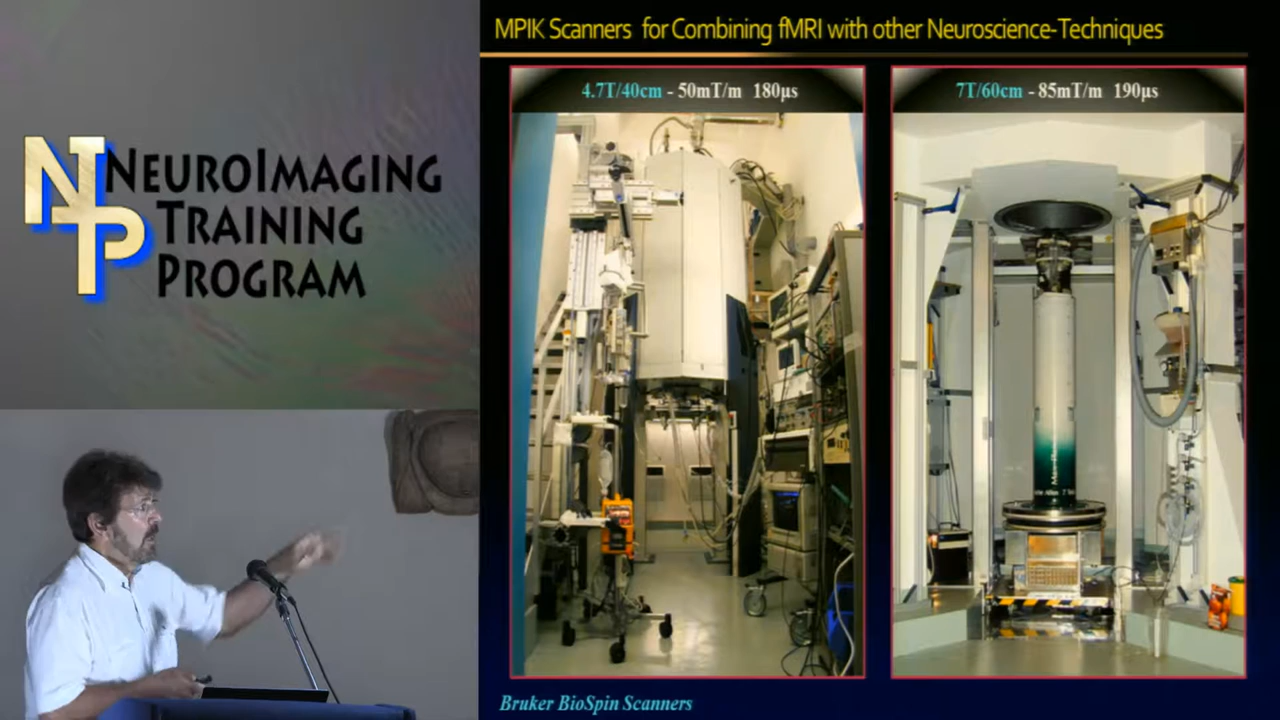 NTP
NEUROIMAGING
TRAINING
PROGRAM
MPIK Scanners for Combining fMRI with other Neuroscience-Techniques
4.7T/40cm - 50mT/m 180µs
7T/60cm - 85mT/m 190µs
Bruker BioSpin Scanners